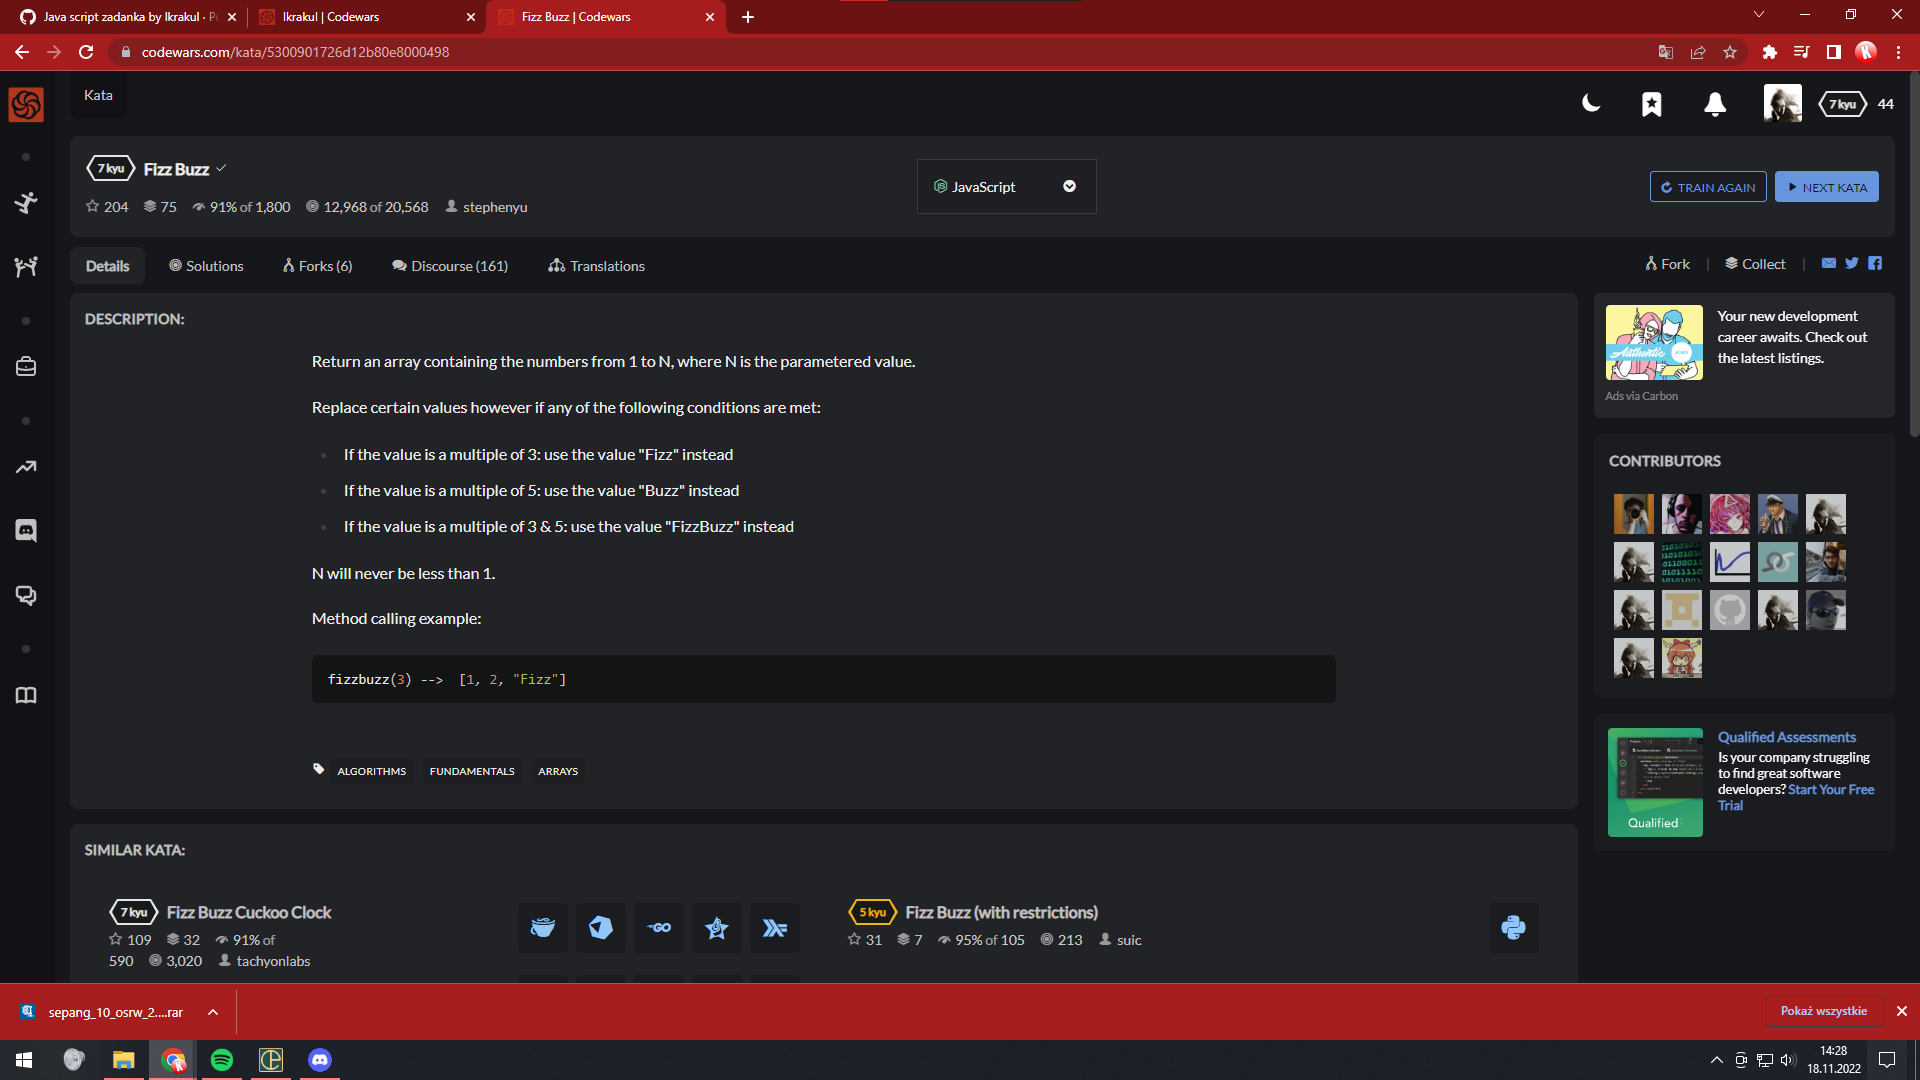 Java script zadanka by Ikrakul · Pu
Ikrakul | Codewars
Fizz Buzz | Codewars
codewars.com/kata/5300901726d12b80e8000498
Kata
7 kyu
44
7 kyu
Fizz Buzz
204
75
91% of 1,800
12,968 of 20,568
stephenyu
JavaScript
TRAIN AGAIN
NEXT KATA
Details
Solutions
Forks (6)
Discourse (161)
Translations
Fork
Collect
DESCRIPTION:
Return an array containing the numbers from 1 to N, where N is the parametered value.
Replace certain values however if any of the following conditions are met:
If the value is a multiple of 3: use the value "Fizz" instead
If the value is a multiple of 5: use the value "Buzz" instead
If the value is a multiple of 3 & 5: use the value "FizzBuzz" instead
N will never be less than 1.
Method calling example:
fizzbuzz(3) --> [1, 2, "Fizz"]
ALGORITHMS
FUNDAMENTALS
ARRAYS
Authentic JOBS
Your new development
career awaits. Check out
the latest listings.
Ads via Carbon
CONTRIBUTORS
Qualified
Qualified Assessments
Is your company struggling
to find great software
developers? Start Your Free
Trial
SIMILAR KATA:
7 kyu
Fizz Buzz Cuckoo Clock
109
32
91% of
590
3,020
tachyonlabs
GO
5 kyu
Fizz Buzz (with restrictions)
31
7
95% of 105
213
suic
sepang_10_osrw_2....rar
Pokaż wszystkie
14:28
18.11.2022